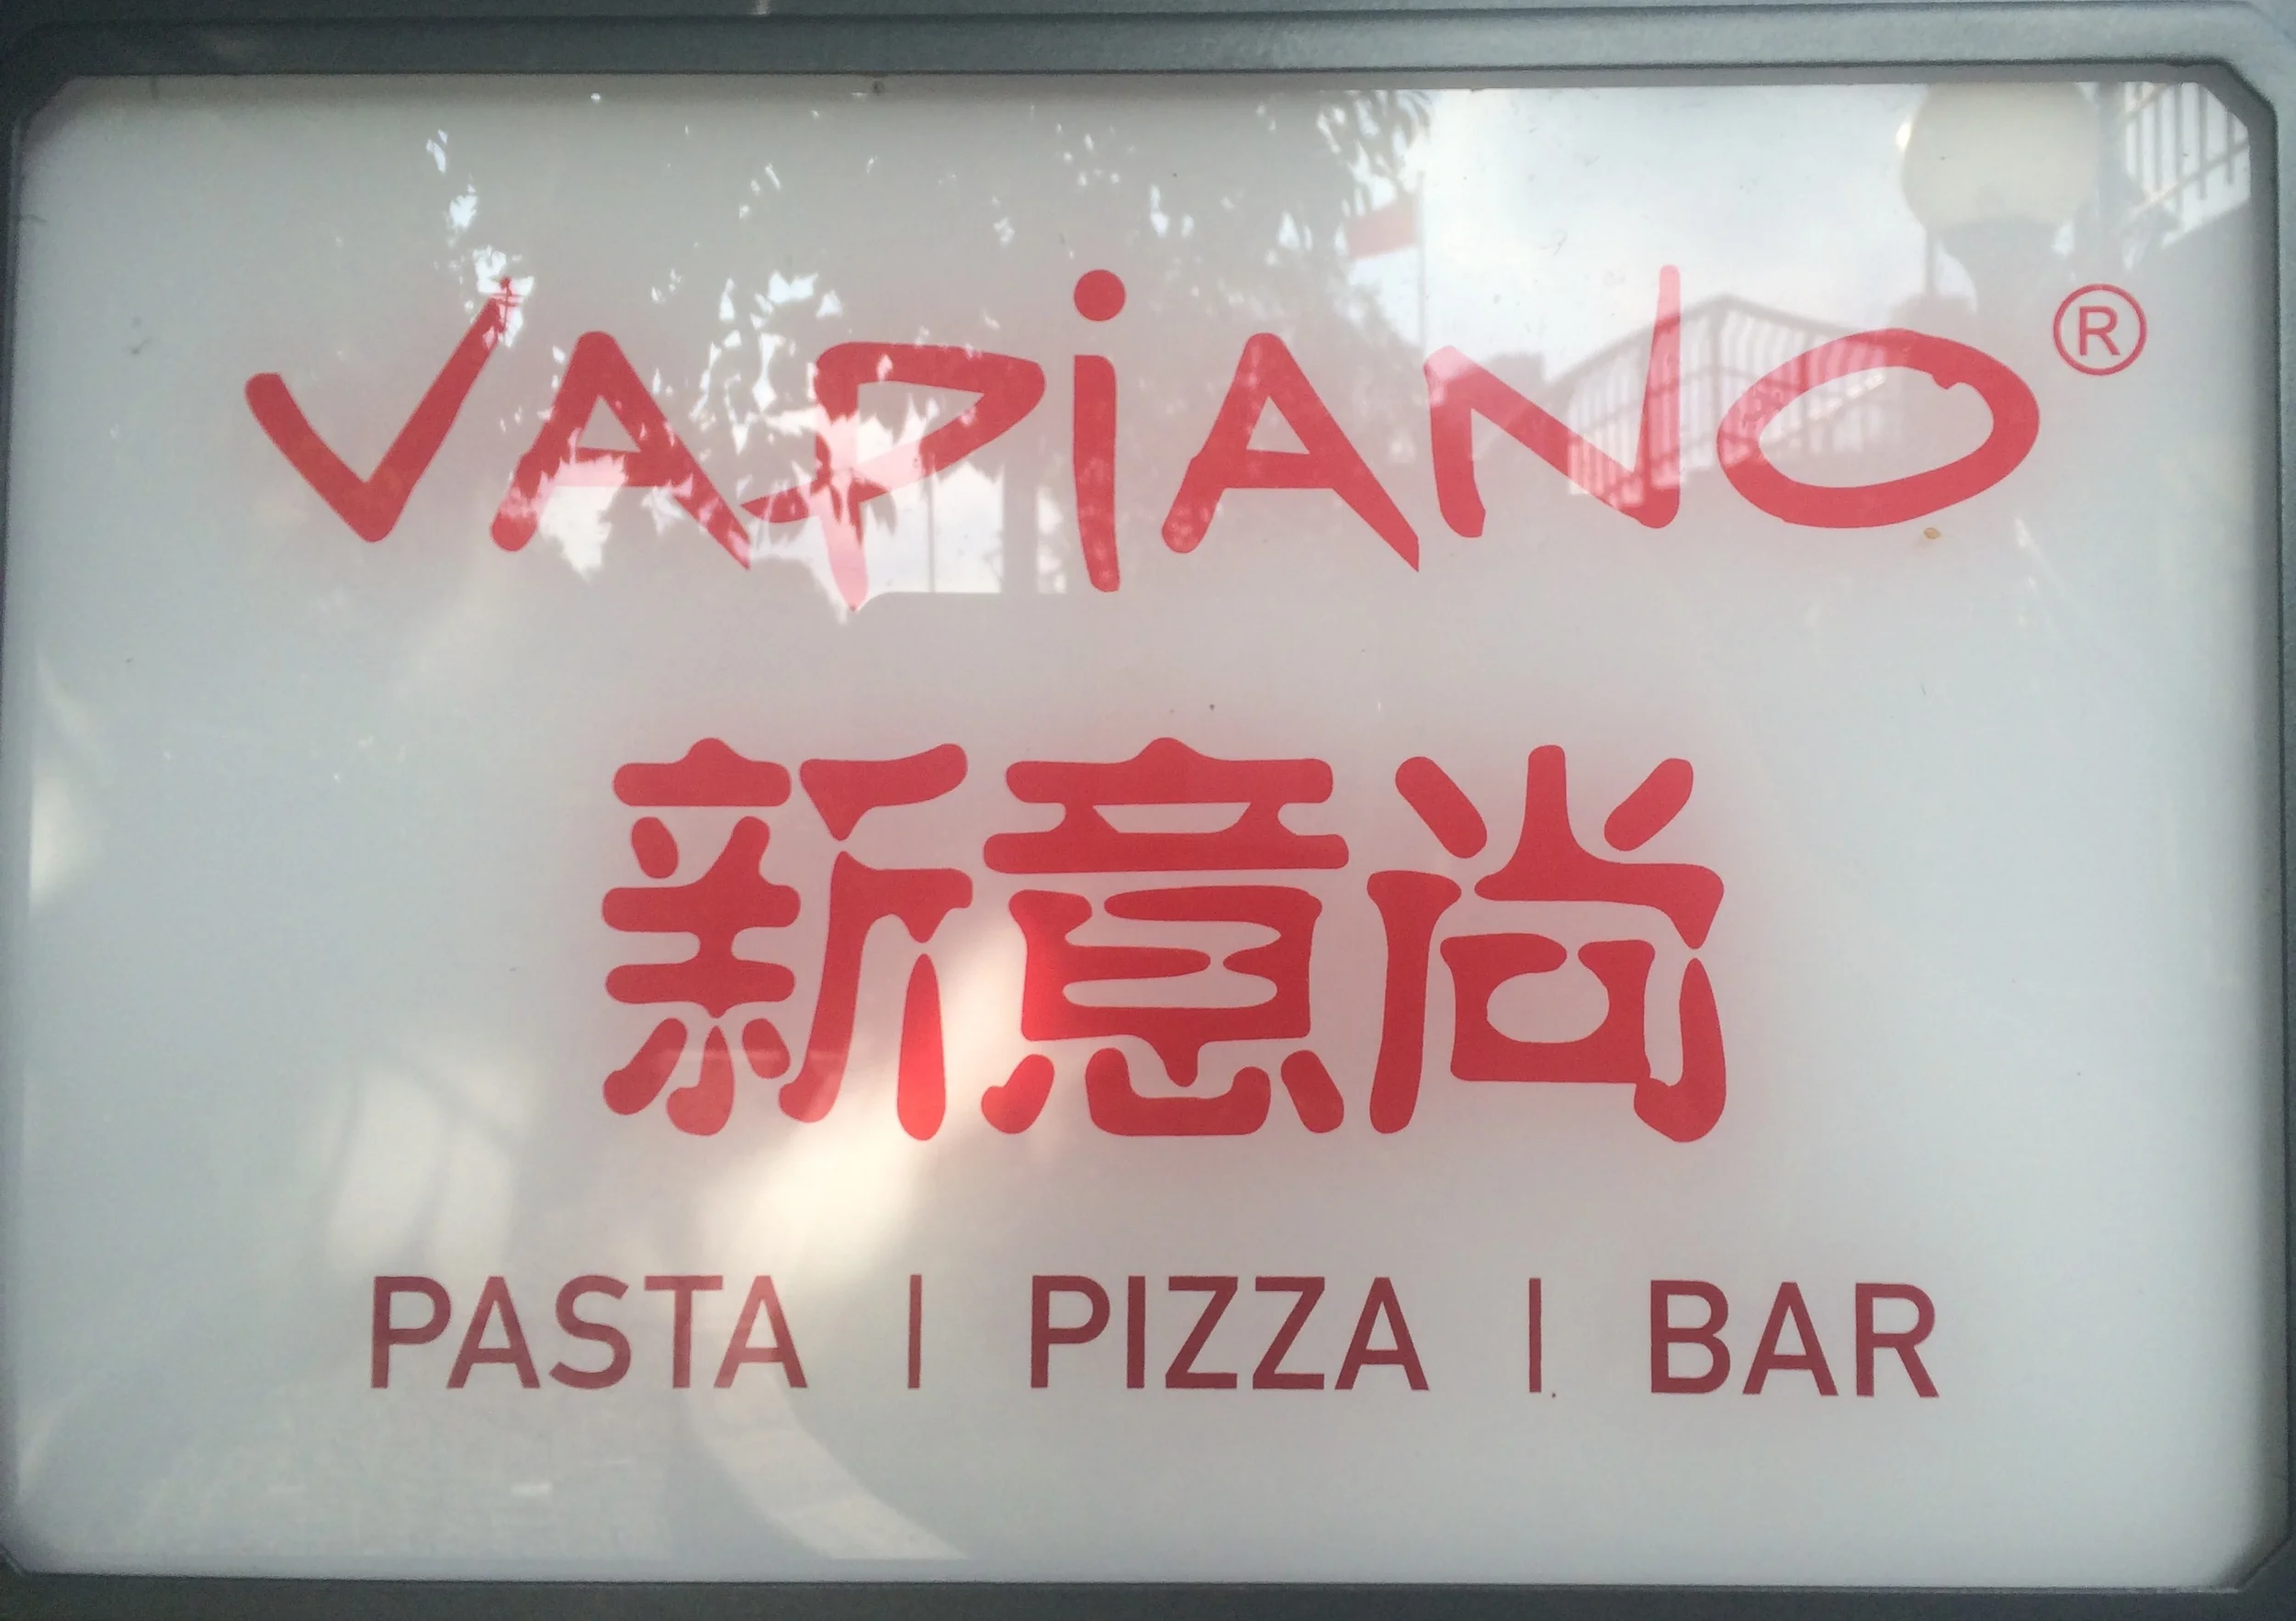 VAPiANO®
新意尚
PASTA | PIZZA | BAR